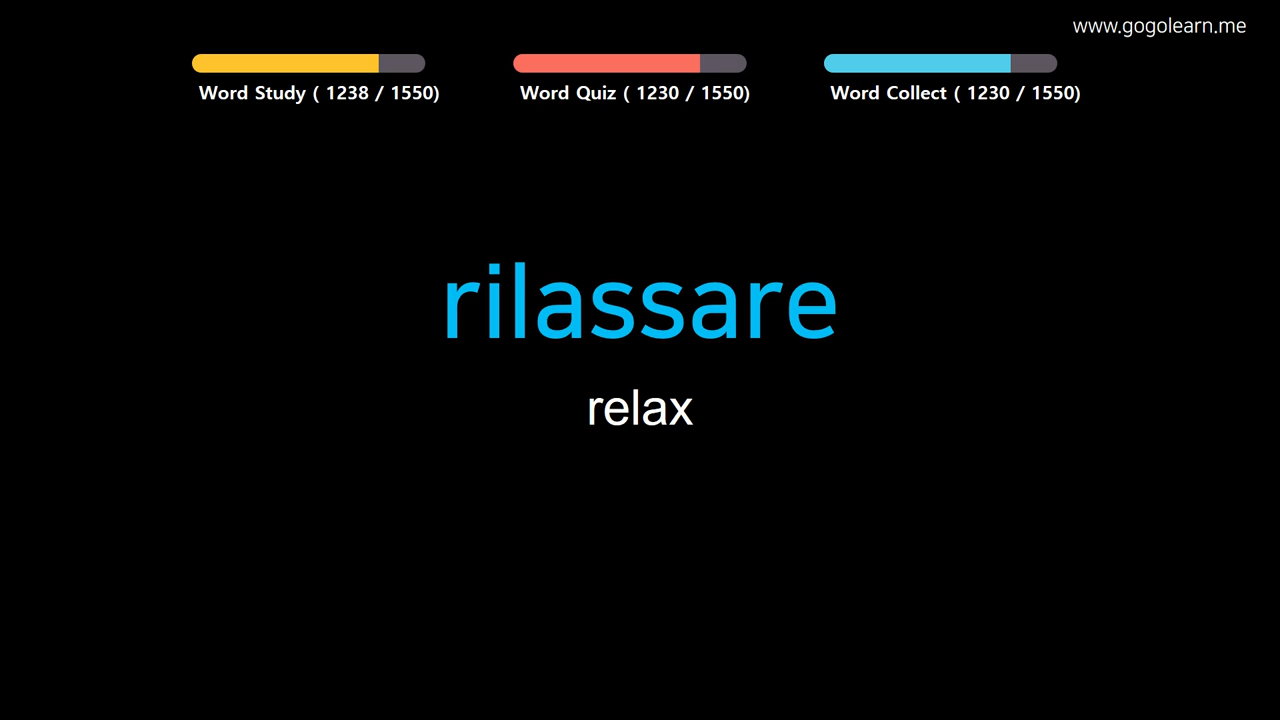 www.gogolearn.me
Word Study ( 1238 / 1550)
Word Quiz ( 1230 / 1550)
Word Collect ( 1230 / 1550)
rilassare
relax